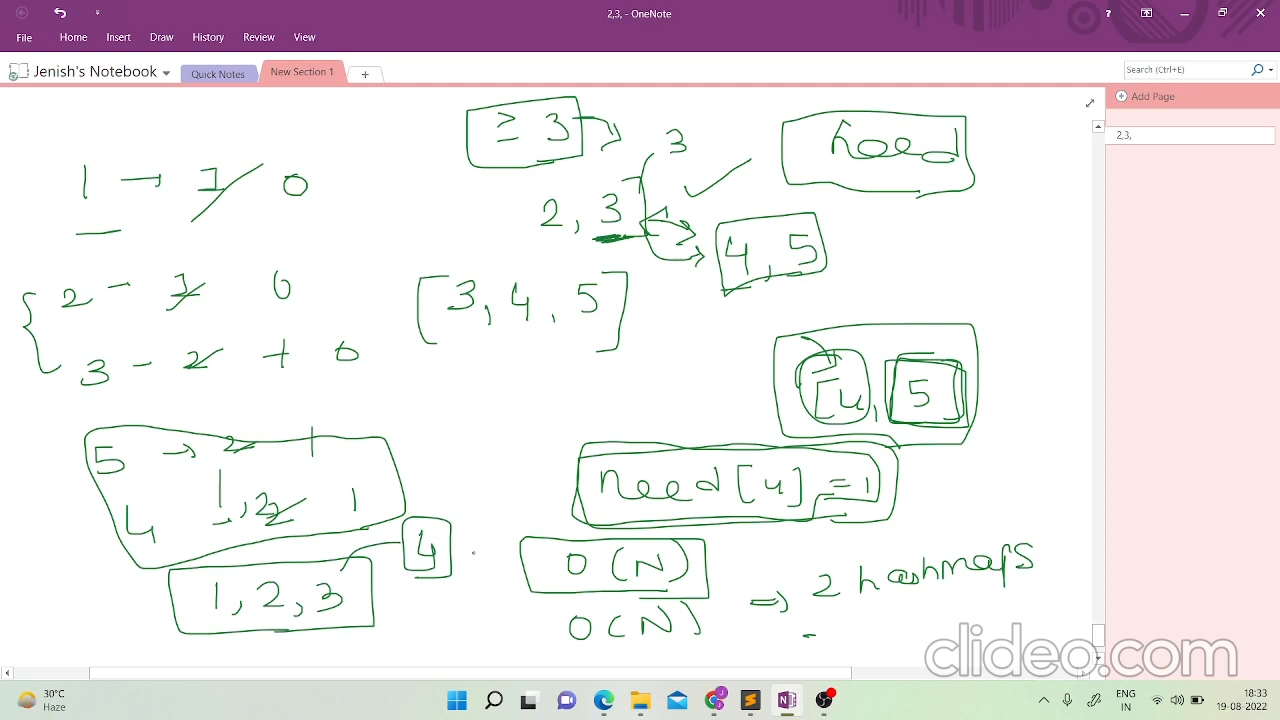 2,3, - OneNote
File Home Insert Draw History Review View
Jenish's Notebook Quick Notes New Section 1
Search (Ctrl+E)
Add Page
2,3,
≥ 3
3
need
1 → 1 0
2, 3
4, 5
2 - 1 0
[3, 4, 5]
3 - 2 1 0
[4, 5]
5 → 2 1
need[4] = 1
4 1, 2 1
4
O(N)
1, 2, 3
2 hashmaps
O(N)
clideo.com
30°C
Haze
ENG
IN
18:33
19-08-2022